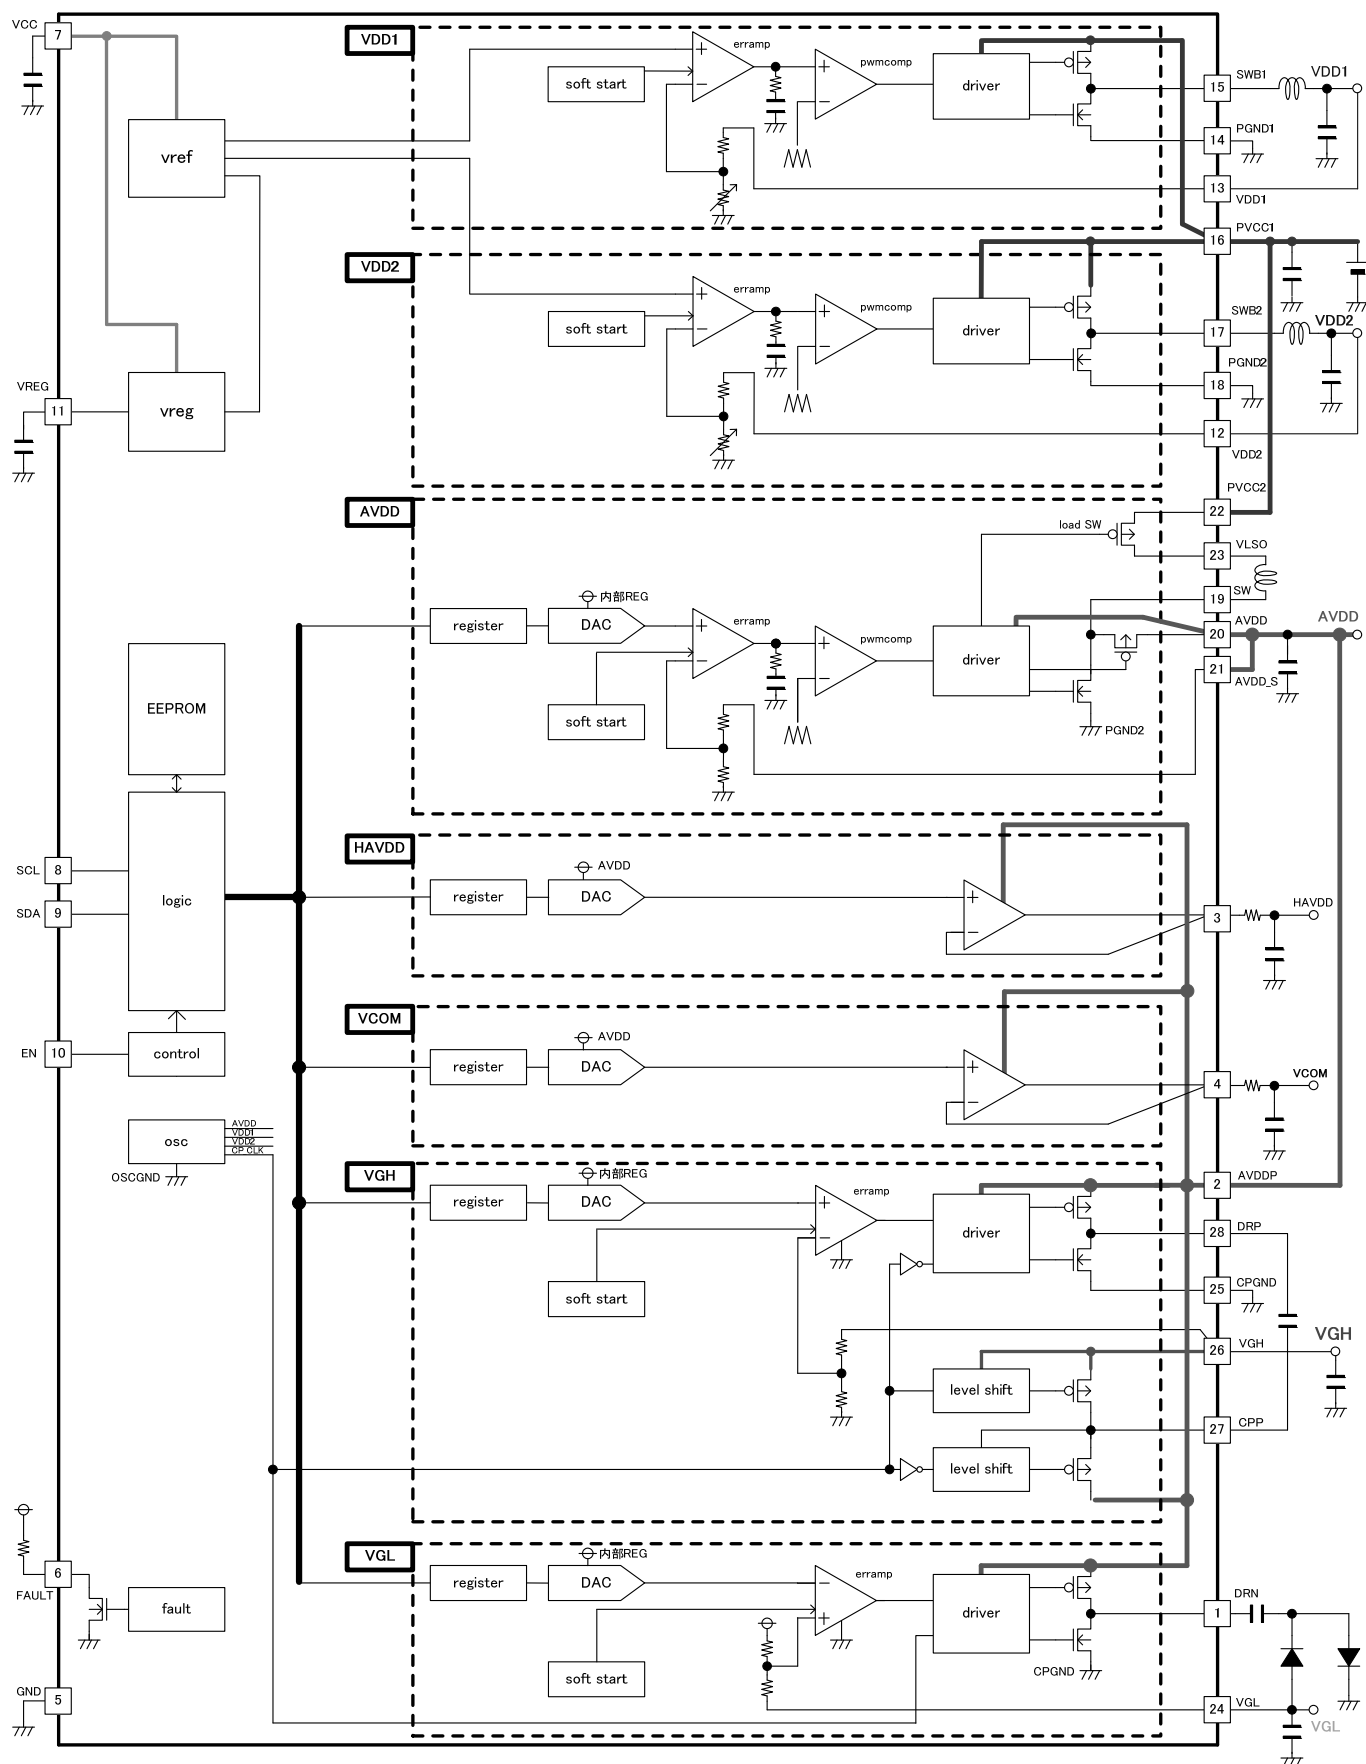 VCC
7
vref
VREG
11
vreg
EEPROM
logic
SCL
8
SDA
9
EN
10
control
osc
AVDD
VDD1
VDD2
CP CLK
OSCGND
6
FAULT
fault
GND
5
VDD1
soft start
+
−
erramp
+
−
pwmcomp
driver
15
SWB1
VDD1
14
PGND1
13
VDD1
16
PVCC1
VDD2
soft start
+
−
erramp
+
−
pwmcomp
driver
17
SWB2
VDD2
18
PGND2
12
VDD2
AVDD
register
内部REG
DAC
soft start
+
−
erramp
+
−
pwmcomp
driver
load SW
PGND2
PVCC2
22
23
VLSO
19
SW
20
AVDD
AVDD
21
AVDD_S
HAVDD
register
AVDD
DAC
+
−
3
HAVDD
VCOM
register
AVDD
DAC
+
−
4
VCOM
VGH
register
内部REG
DAC
soft start
+
−
erramp
driver
level shift
level shift
2
AVDDP
28
DRP
25
CPGND
26
VGH
VGH
27
CPP
VGL
register
内部REG
DAC
soft start
−
+
erramp
driver
CPGND
1
DRN
24
VGL
VGL